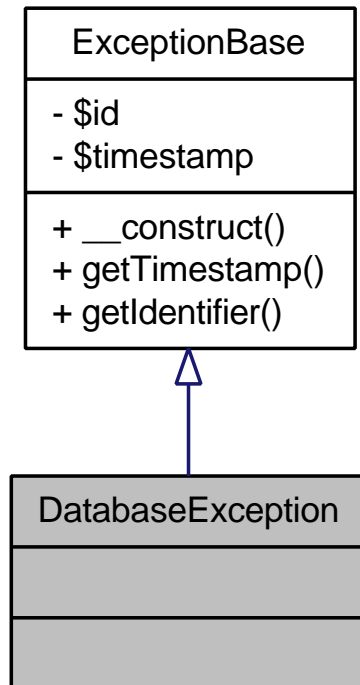 ExceptionBase
- $id
- $timestamp
+ __construct()
+ getTimestamp()
+ getIdentifier()
DatabaseException